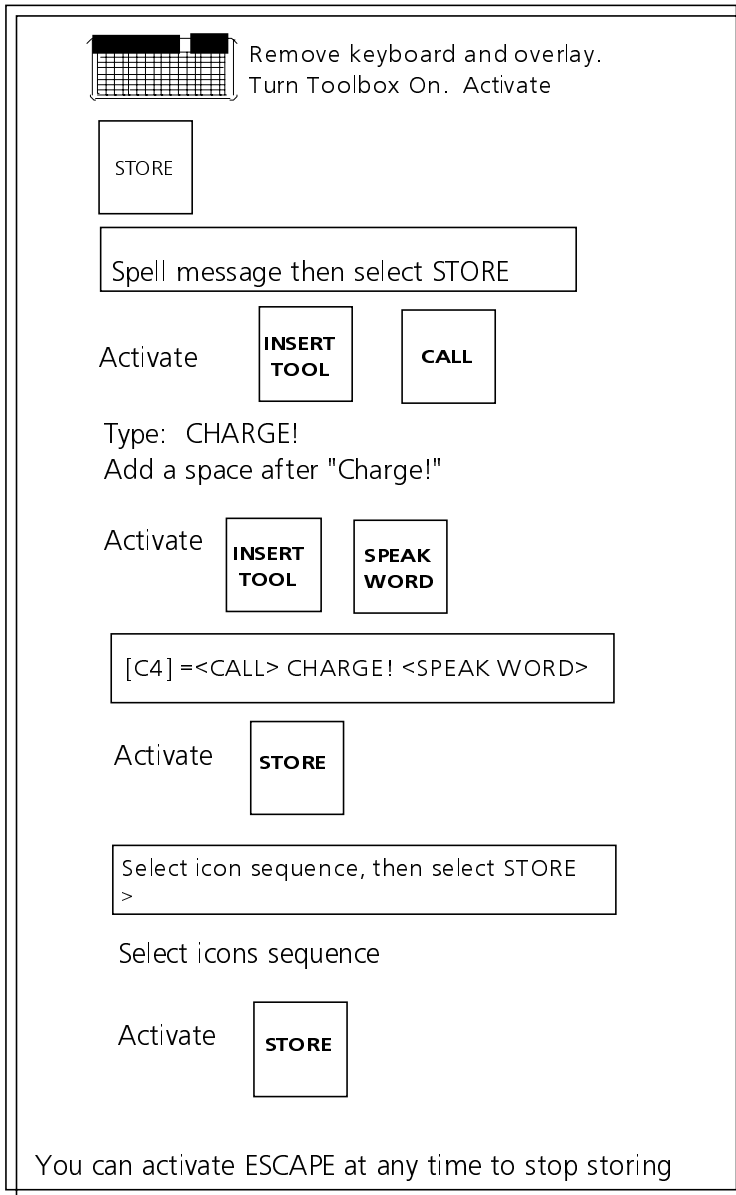 Remove keyboard and overlay.
Turn Toolbox On. Activate
STORE
Spell message then select STORE
Activate
INSERT
TOOL
CALL
Type: CHARGE!
Add a space after "Charge!"
Activate
INSERT
TOOL
SPEAK
WORD
[C4] =<CALL> CHARGE! <SPEAK WORD>
Activate
STORE
Select icon sequence, then select STORE
>
Select icons sequence
Activate
STORE
You can activate ESCAPE at any time to stop storing